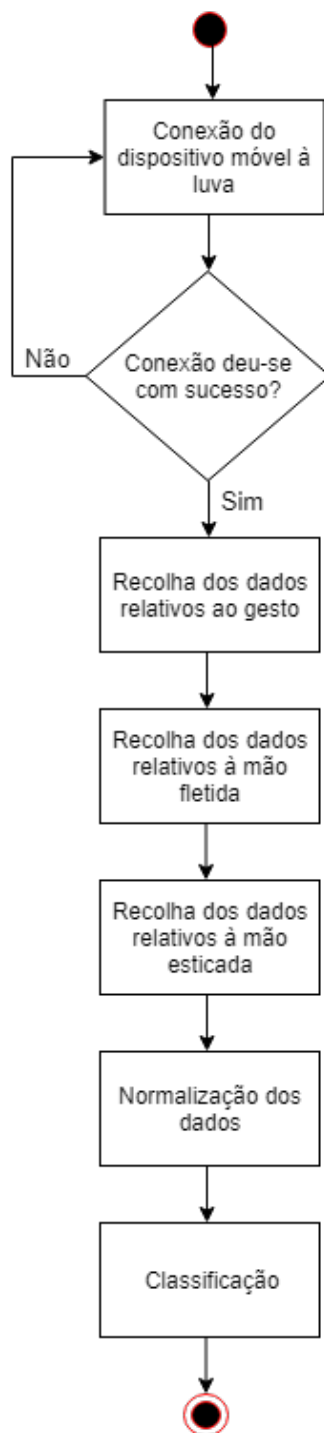 Conexão do
dispositivo móvel à
luva
Não
Conexão deu-se
com sucesso?
Sim
Recolha dos dados
relativos ao gesto
Recolha dos dados
relativos à mão
fletida
Recolha dos dados
relativos à mão
esticada
Normalização dos
dados
Classificação